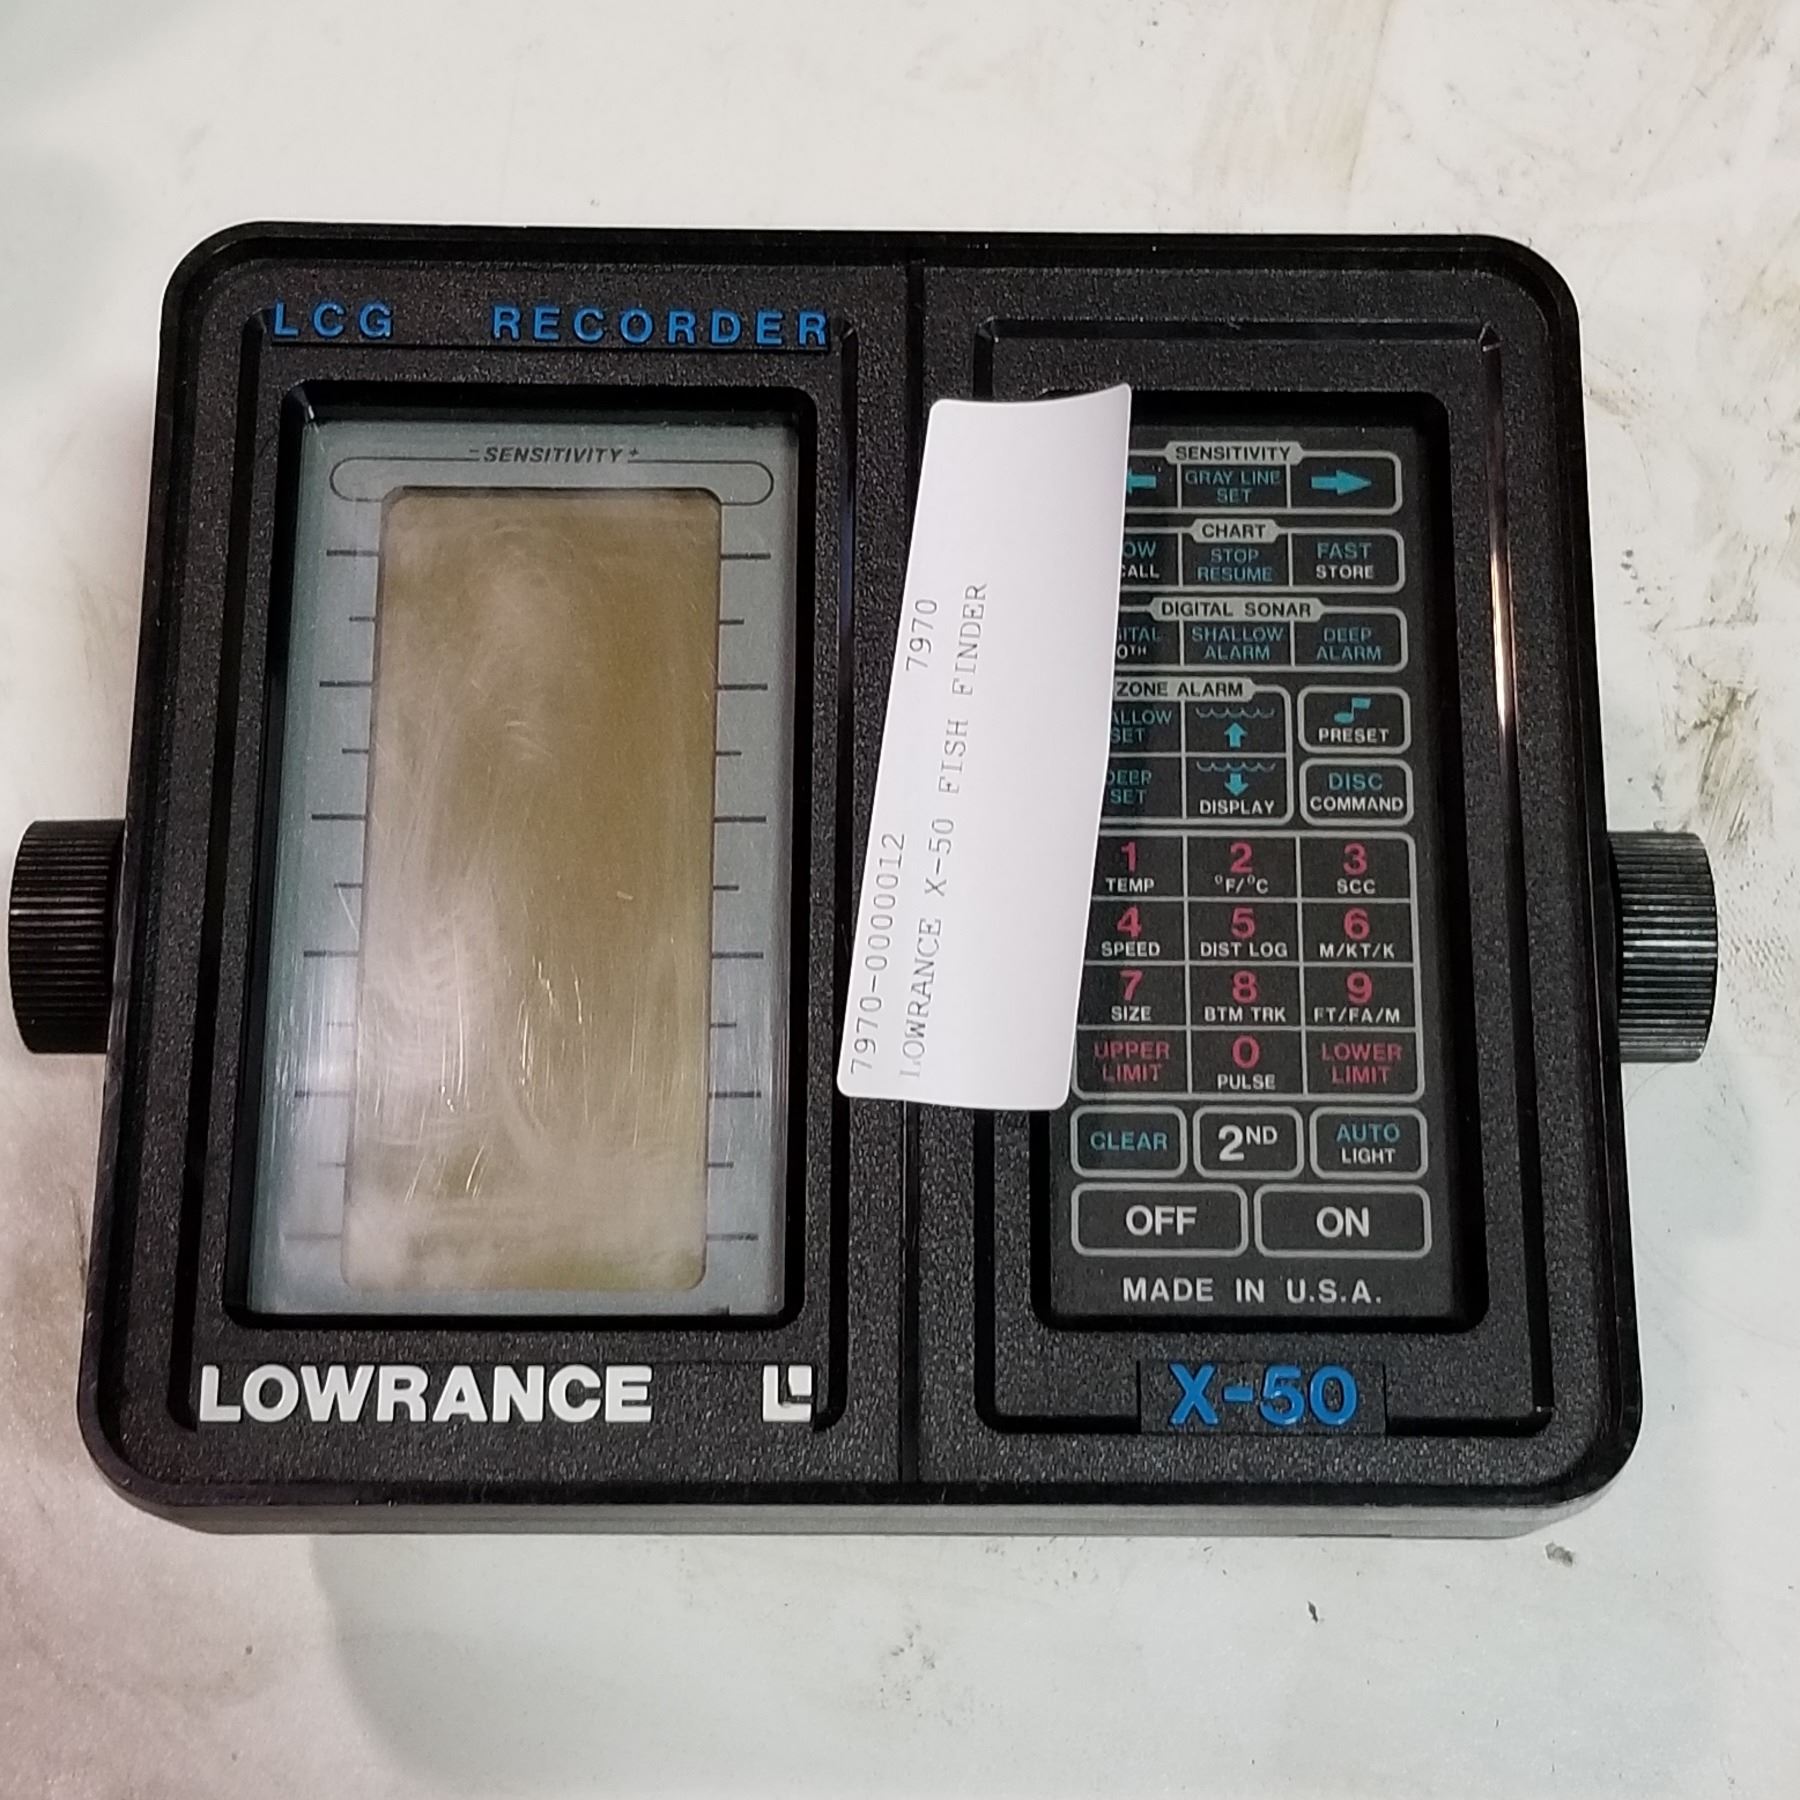 LCG RECORDER
- SENSITIVITY +
LOWRANCE
7970-0000012 7970
LOWRANCE X-50 FISH FINDER
SENSITIVITY
GRAY LINE
SET
CHART
STOP FAST
RESUME STORE
DIGITAL SONAR
SHALLOW DEEP
ALARM ALARM
ZONE ALARM
SET
PRESET
SET
DISPLAY
DISC
COMMAND
1 2 3
TEMP °F/°C SCC
4 5 6
SPEED DIST LOG M/KT/K
7 8 9
SIZE BTM TRK FT/FA/M
UPPER 0 LOWER
LIMIT PULSE LIMIT
CLEAR 2ND AUTO
LIGHT
OFF ON
MADE IN U.S.A.
X-50